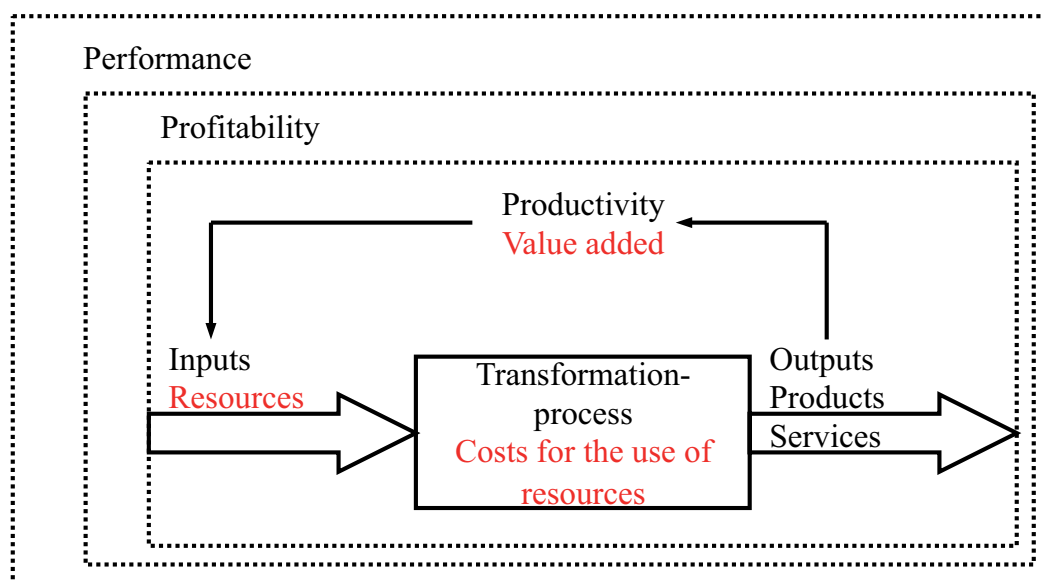 Performance
Profitability
Productivity
Value added
Inputs
Resources
Transformation-
process
Costs for the use of
resources
Outputs
Products
Services